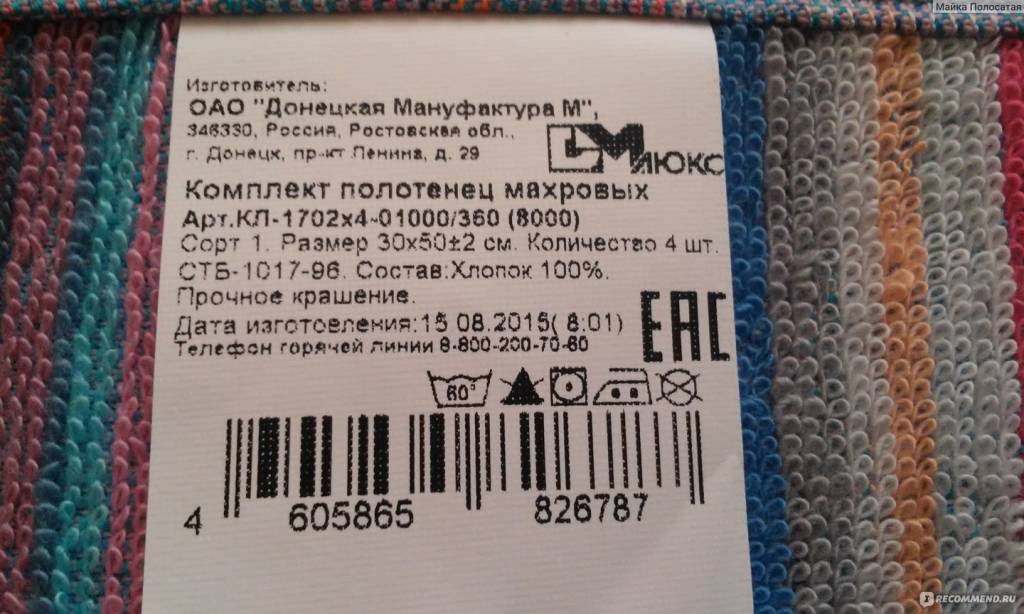 Майка Полосатая
Изготовитель:
ОАО "Донецкая Мануфактура М",
346330, Россия, Ростовская обл.,
г. Донецк, пр-кт Ленина, д. 29
М ЛЮКС
Комплект полотенец махровых
Арт.КЛ-1702х4-01000/360 (8000)
Сорт 1. Размер 30х50±2 см. Количество 4 шт.
СТБ-1017-96. Состав:Хлопок 100%.
Прочное крашение.
Дата изготовления:15 08.2015( 8:01)
Телефон горячей линии 8-800-200-70-60
ЕАС
60°
4 605865 826787
RECOMMEND.RU